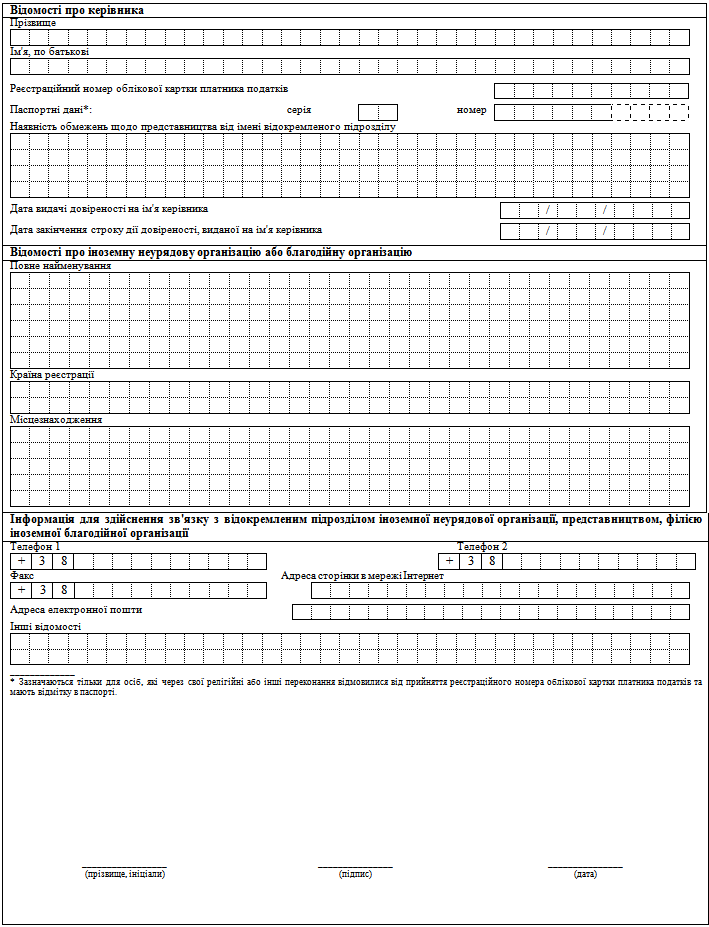 Відомості про керівника
Прізвище
Ім'я, по батькові
Реєстраційний номер облікової картки платника податків
Паспортні дані*: серія номер
Наявність обмежень щодо представництва від імені відокремленого підрозділу
Дата видачі довіреності на ім'я керівника / /
Дата закінчення строку дії довіреності, виданої на ім'я керівника / /
Відомості про іноземну неурядову організацію або благодійну організацію
Повне найменування
Країна реєстрації
Місцезнаходження
Інформація для здійснення зв'язку з відокремленим підрозділом іноземної неурядової організації, представництвом, філією
іноземної благодійної організації
Телефон 1 Телефон 2
+ 3 8 + 3 8
Факс Адреса сторінки в мережі Інтернет
+ 3 8
Адреса електронної пошти
Інші відомості
* Зазначаються тільки для осіб, які через свої релігійні або інші переконання відмовилися від прийняття реєстраційного номера облікової картки платника податків та
мають відмітку в паспорті.
(прізвище, ініціали) (підпис) (дата)